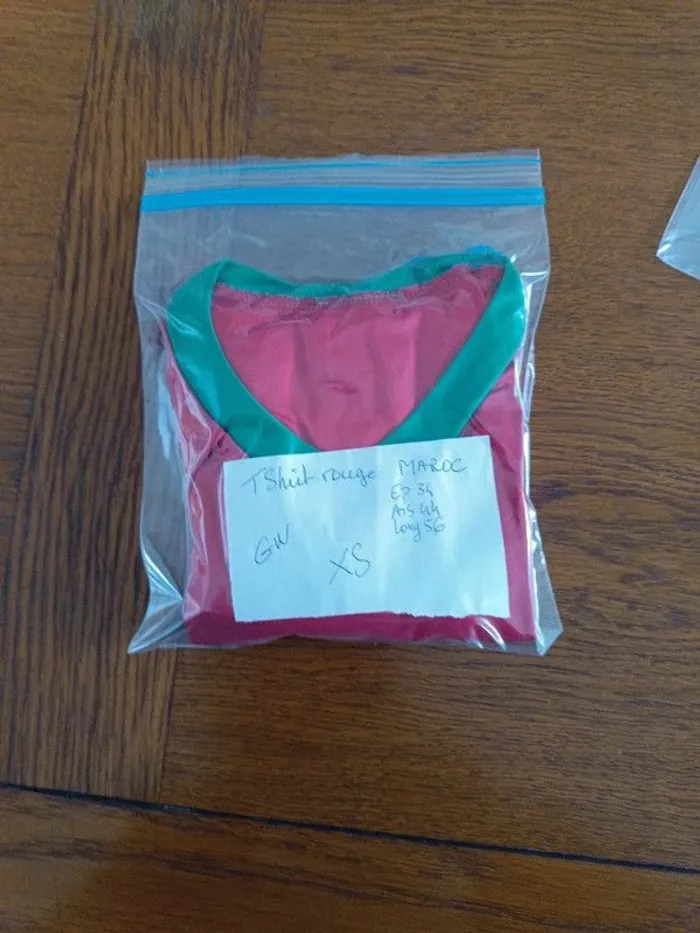 TShirt rouge MAROC
Ep 34
AiS 44
Long 56
GW
XS